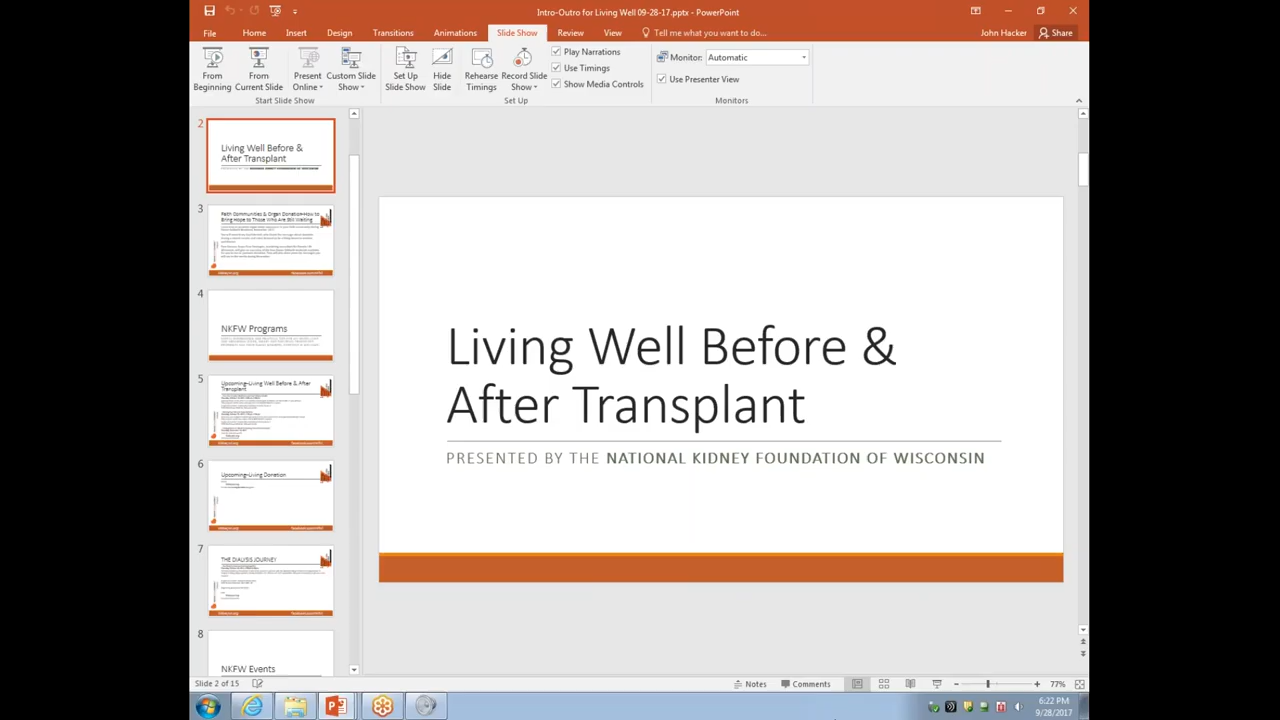 Intro-Outro for Living Well 09-28-17.pptx - PowerPoint
File Home Insert Design Transitions Animations Slide Show Review View Tell me what you want to do... John Hacker Share
From Beginning
From Current Slide
Present Online
Custom Slide Show
Set Up Slide Show
Hide Slide
Rehearse Timings
Record Slide Show
Play Narrations
Use Timings
Show Media Controls
Monitor: Automatic
Use Presenter View
Start Slide Show
Set Up
Monitors
2
Living Well Before &
After Transplant
3
Faith Communities & Organ Donation-How to
Bring Hope to Those Who Are Still Waiting
4
NKFW Programs
5
Upcoming-Living Well Before & After
Transplant
6
Upcoming-Living Donation
7
THE DIALYSIS JOURNEY
8
NKFW Events
Living Well Before &
After Transplant
PRESENTED BY THE NATIONAL KIDNEY FOUNDATION OF WISCONSIN
Slide 2 of 15
Notes
Comments
77%
6:22 PM
9/28/2017